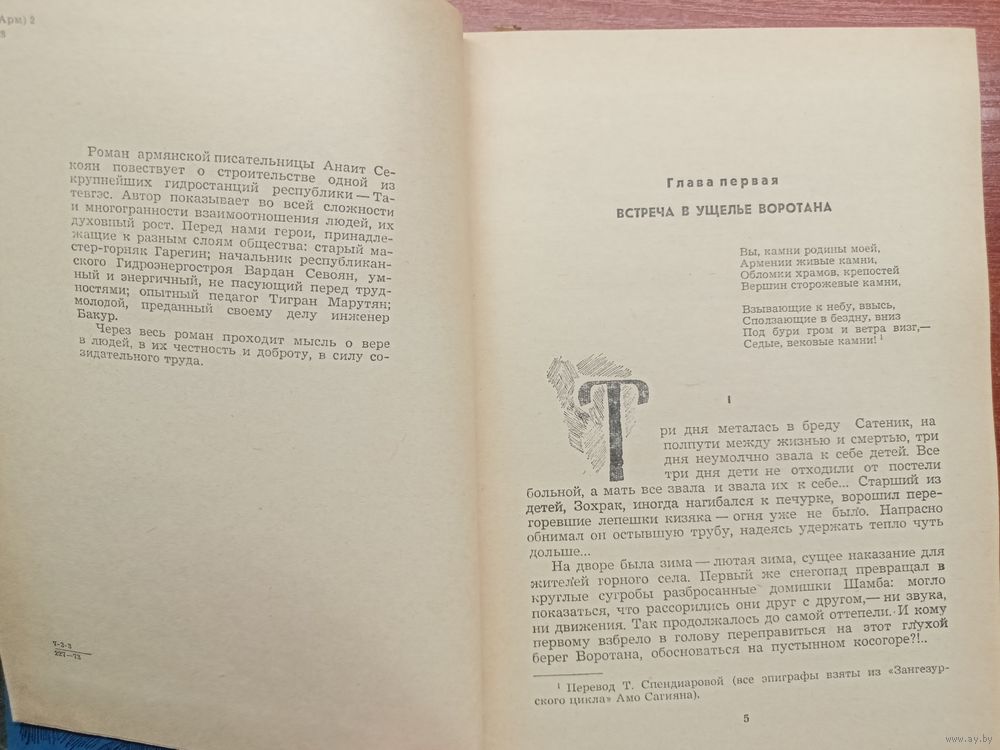 Арм) 2
3
Роман армянской писательницы Анаит Се-
коян повествует о строительстве одной из
крупнейших гидростанций республики — Та-
тевгэс. Автор показывает во всей сложности
и многогранности взаимоотношения людей, их
духовный рост. Перед нами герои, принадле-
жащие к разным слоям общества: старый ма-
стер-горняк Гарегин; начальник республикан-
ского Гидроэнергостроя Вардан Севоян, ум-
ный и энергичный, не пасующий перед труд-
ностями; опытный педагог Тигран Марутян;
молодой, преданный своему делу инженер
Бакур.
Через весь роман проходит мысль о вере
в людей, в их честность и доброту, в силу со-
зидательного труда.
7-3-3
227—73
Глава первая
ВСТРЕЧА В УЩЕЛЬЕ ВОРОТАНА
Вы, камни родины моей,
Армении живые камни,
Обломки храмов, крепостей
Вершин сторожевые камни,
Взывающие к небу, ввысь,
Сползающие в бездну, вниз
Под бури гром и ветра визг,—
Седые, вековые камни! ¹
I
Три дня металась в бреду Сатеник, на
полпути между жизнью и смертью, три
дня неумолчно звала к себе детей. Все
три дня дети не отходили от постели
больной, а мать все звала и звала их к себе... Старший из
детей, Зохрак, иногда нагибался к печурке, ворошил пере-
горевшие лепешки кизяка — огня уже не было. Напрасно
обнимал он остывшую трубу, надеясь удержать тепло чуть
дольше...
На дворе была зима — лютая зима, сущее наказание для
жителей горного села. Первый же снегопад превращал в
круглые сугробы разбросанные домишки Шамба: могло
показаться, что рассорились они друг с другом,— ни звука,
ни движения. Так продолжалось до самой оттепели. И кому
первому взбрело в голову переправиться на этот глухой
берег Воротана, обосноваться на пустынном косогоре?!..
¹ Перевод Т. Спендиаровой (все эпиграфы взяты из «Зангезур-
ского цикла» Амо Сагияна).
5
www.ay.by